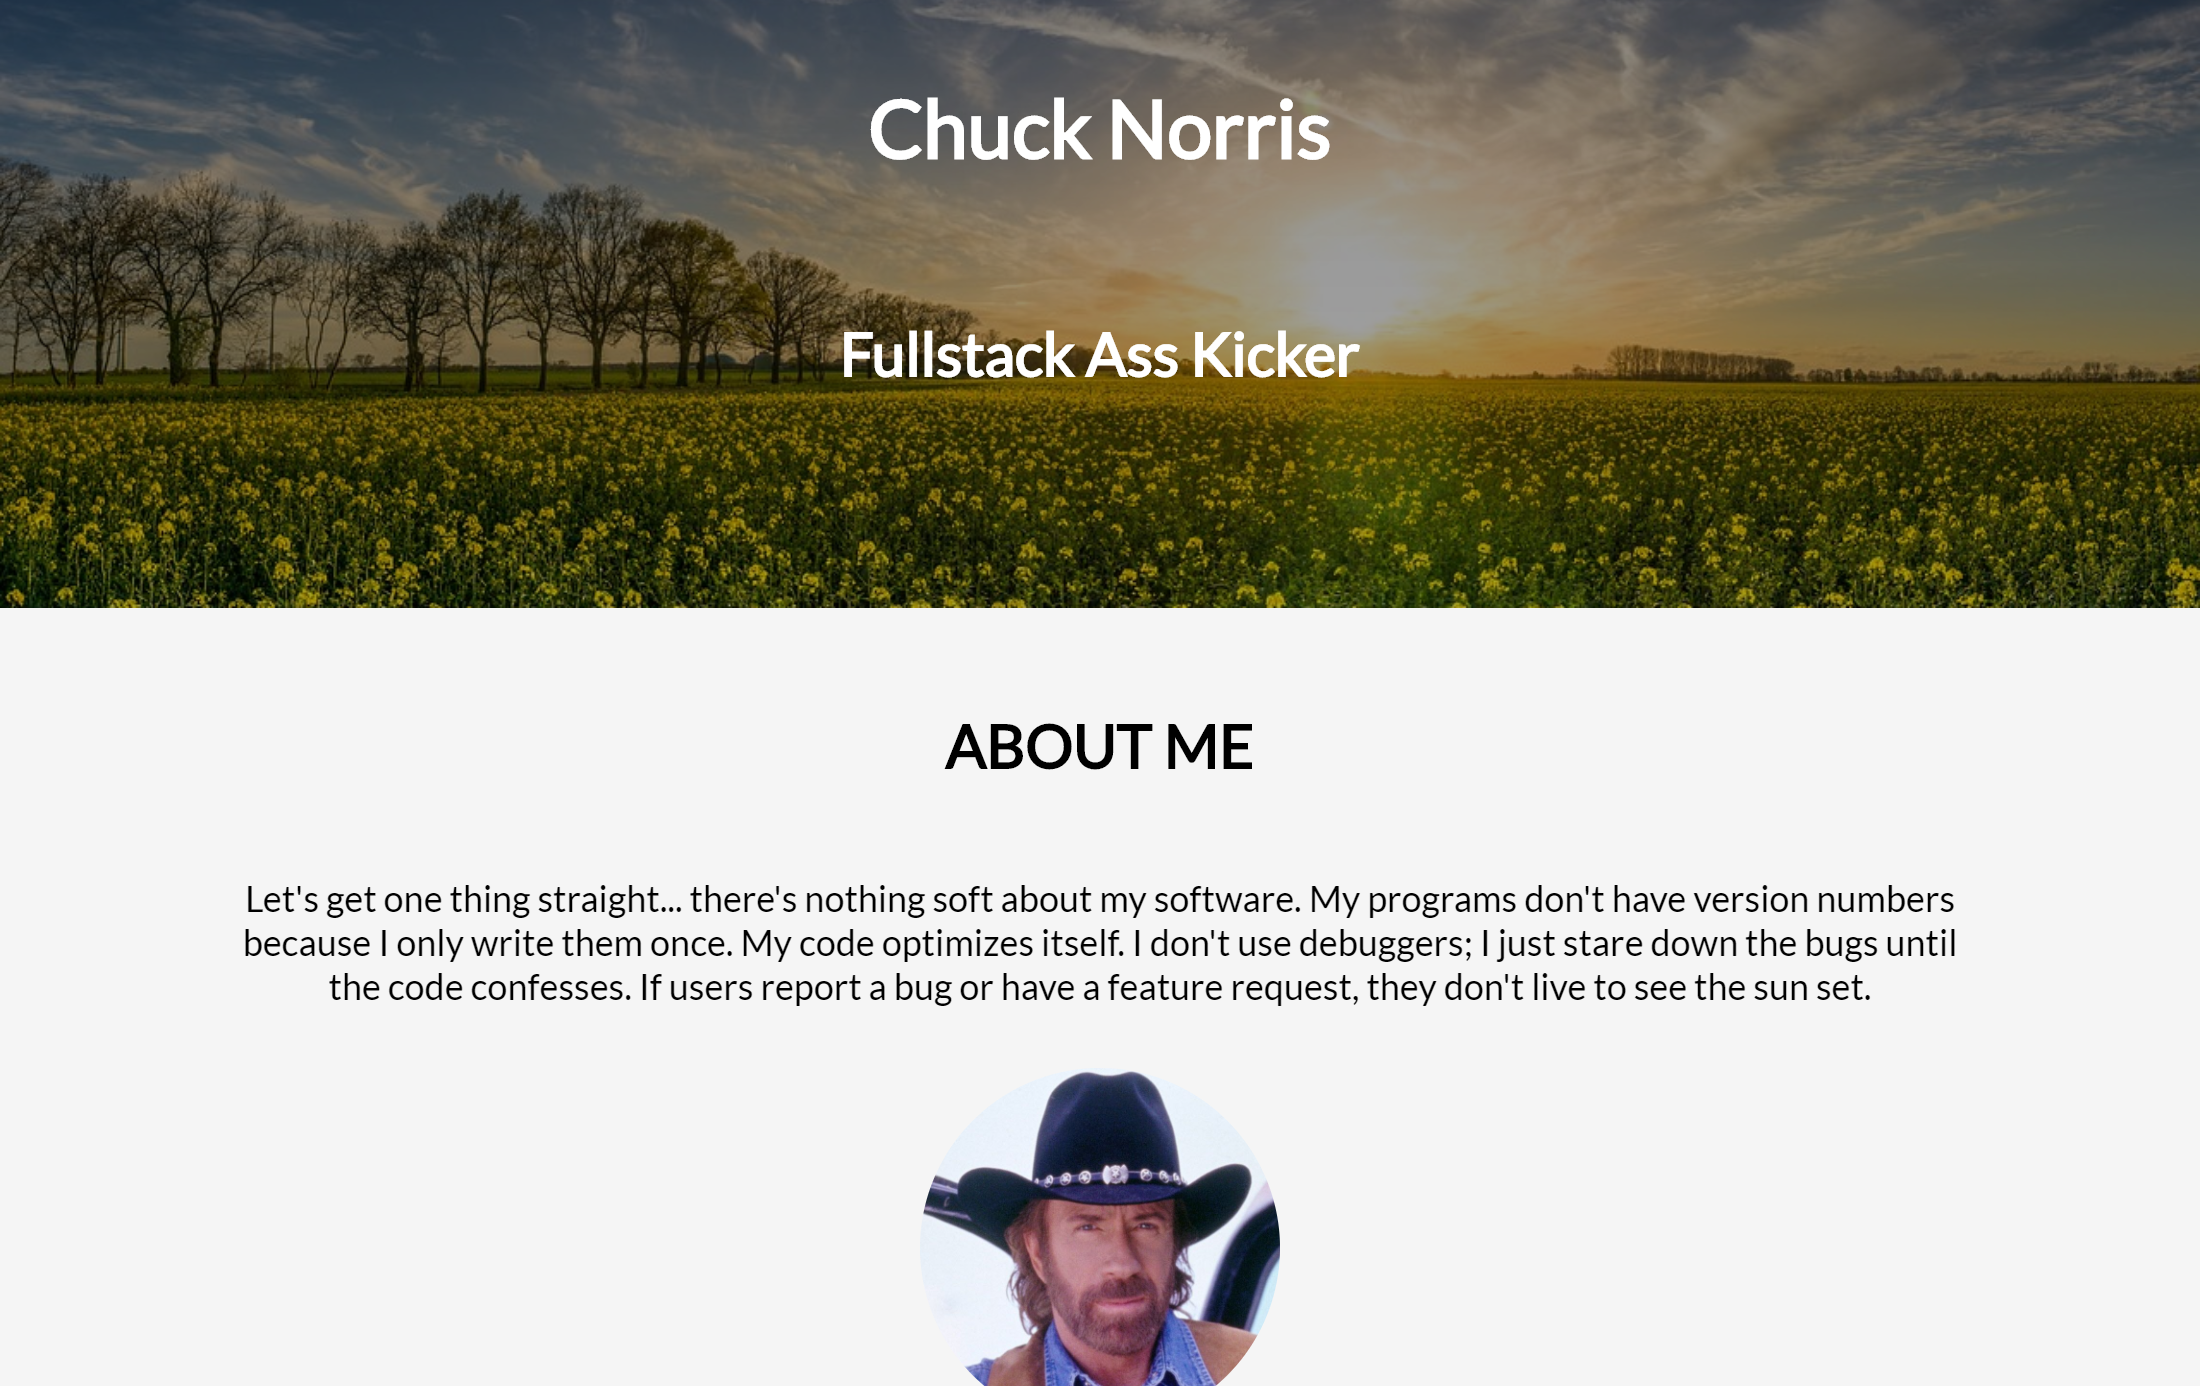 Chuck Norris
Fullstack Ass Kicker
ABOUT ME
Let's get one thing straight... there's nothing soft about my software. My programs don't have version numbers
because I only write them once. My code optimizes itself. I don't use debuggers; I just stare down the bugs until
the code confesses. If users report a bug or have a feature request, they don't live to see the sun set.